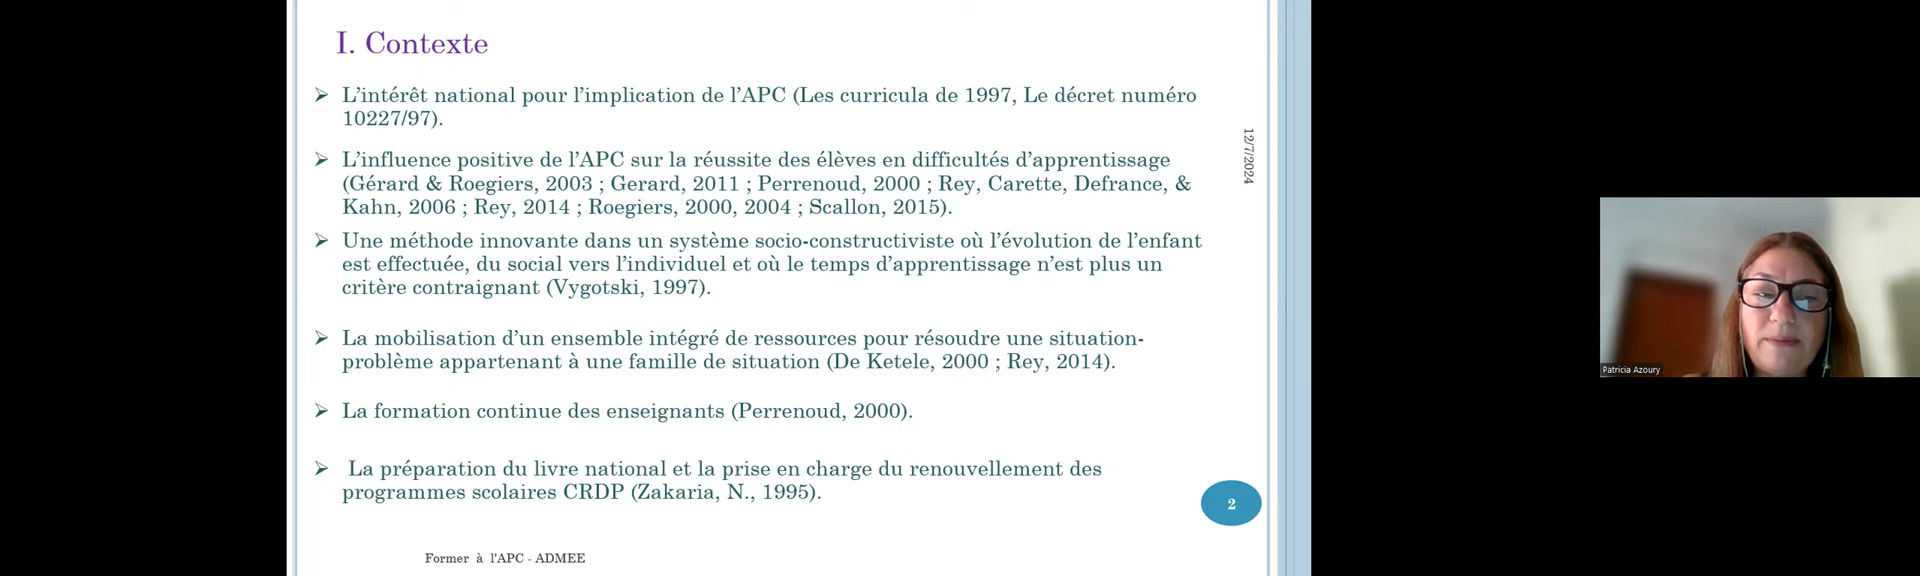 I. Contexte
➢ L’intérêt national pour l’implication de l’APC (Les curricula de 1997, Le décret numéro
10227/97).
➢ L’influence positive de l’APC sur la réussite des élèves en difficultés d’apprentissage
(Gérard & Roegiers, 2003 ; Gerard, 2011 ; Perrenoud, 2000 ; Rey, Carette, Defrance, &
Kahn, 2006 ; Rey, 2014 ; Roegiers, 2000, 2004 ; Scallon, 2015).
➢ Une méthode innovante dans un système socio-constructiviste où l’évolution de l’enfant
est effectuée, du social vers l’individuel et où le temps d’apprentissage n’est plus un
critère contraignant (Vygotski, 1997).
➢ La mobilisation d’un ensemble intégré de ressources pour résoudre une situation-
problème appartenant à une famille de situation (De Ketele, 2000 ; Rey, 2014).
➢ La formation continue des enseignants (Perrenoud, 2000).
➢ La préparation du livre national et la prise en charge du renouvellement des
programmes scolaires CRDP (Zakaria, N., 1995).
12/7/2024
2
Former à l'APC - ADMEE
Patricia Azoury